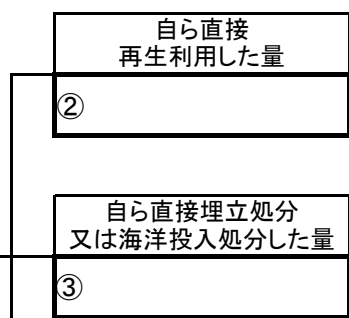 自ら直接
再生利用した量
②
自ら直接埋立処分
又は海洋投入処分した量
③